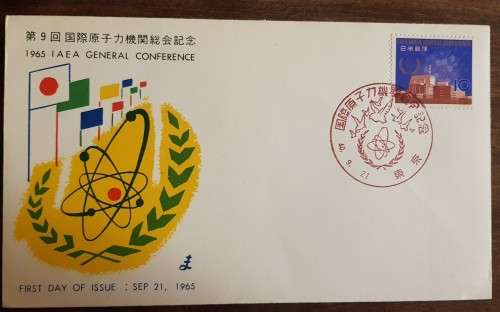 第9回国際原子力機関総会記念
1965 IAEA GENERAL CONFERENCE
日本郵便
10
国際原子力機関総会記念
40. 9. 21
東京
FIRST DAY OF ISSUE : SEP 21, 1965